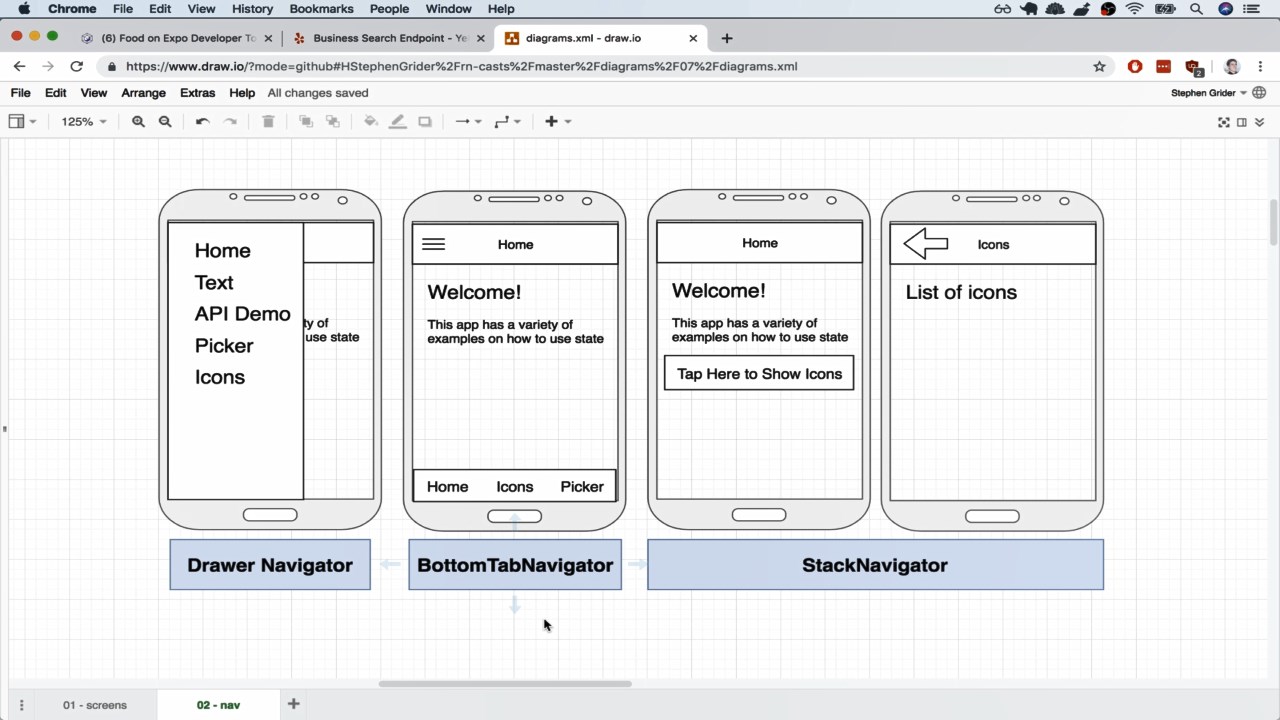 Chrome File Edit View History Bookmarks People Window Help
(6) Food on Expo Developer To
Business Search Endpoint - Ye
diagrams.xml - draw.io
https://www.draw.io/?mode=github#HStephenGrider%2Frn-casts%2Fmaster%2Fdiagrams%2F07%2Fdiagrams.xml
2
File Edit View Arrange Extras Help All changes saved
Stephen Grider
125%
Home
Text
API Demo
Picker
Icons
ty of
use state
Home
Welcome!
This app has a variety of
examples on how to use state
Home Icons Picker
Home
Welcome!
This app has a variety of
examples on how to use state
Tap Here to Show Icons
Icons
List of icons
Drawer Navigator
BottomTabNavigator
StackNavigator
01 - screens
02 - nav